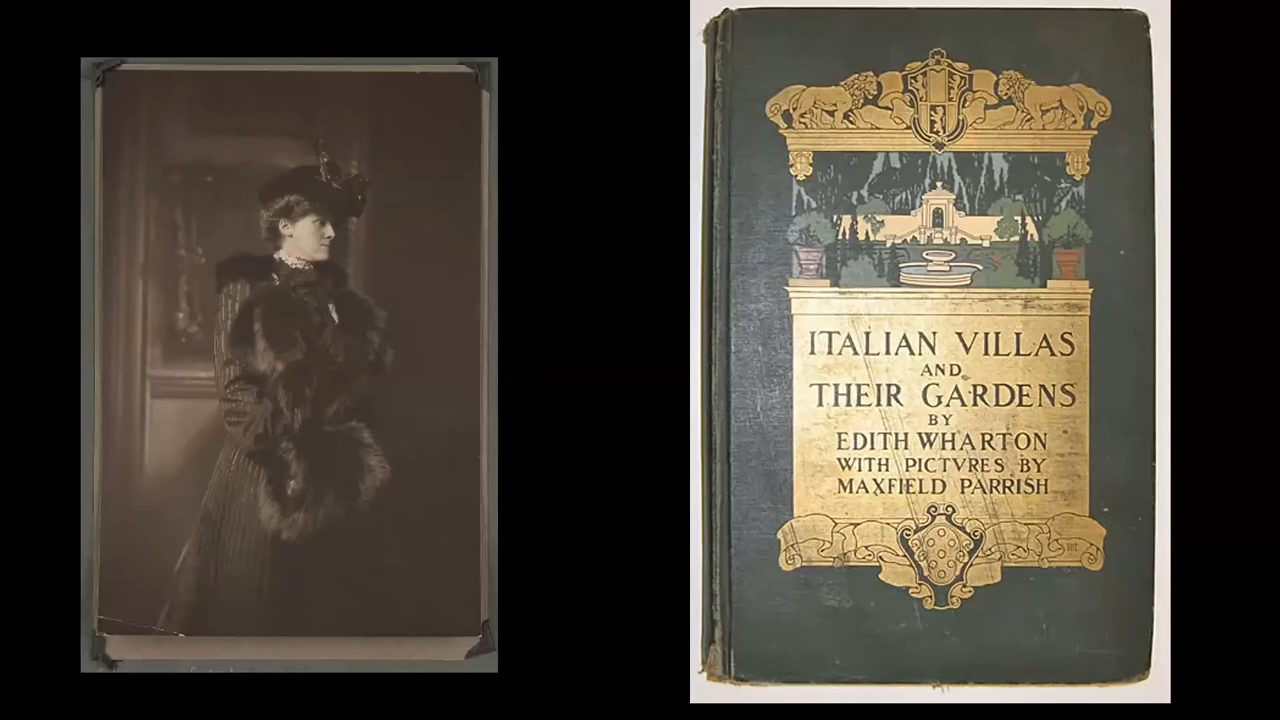 ITALIAN VILLAS
AND
THEIR GARDENS
BY
EDITH WHARTON
WITH PICTVRES BY
MAXFIELD PARRISH